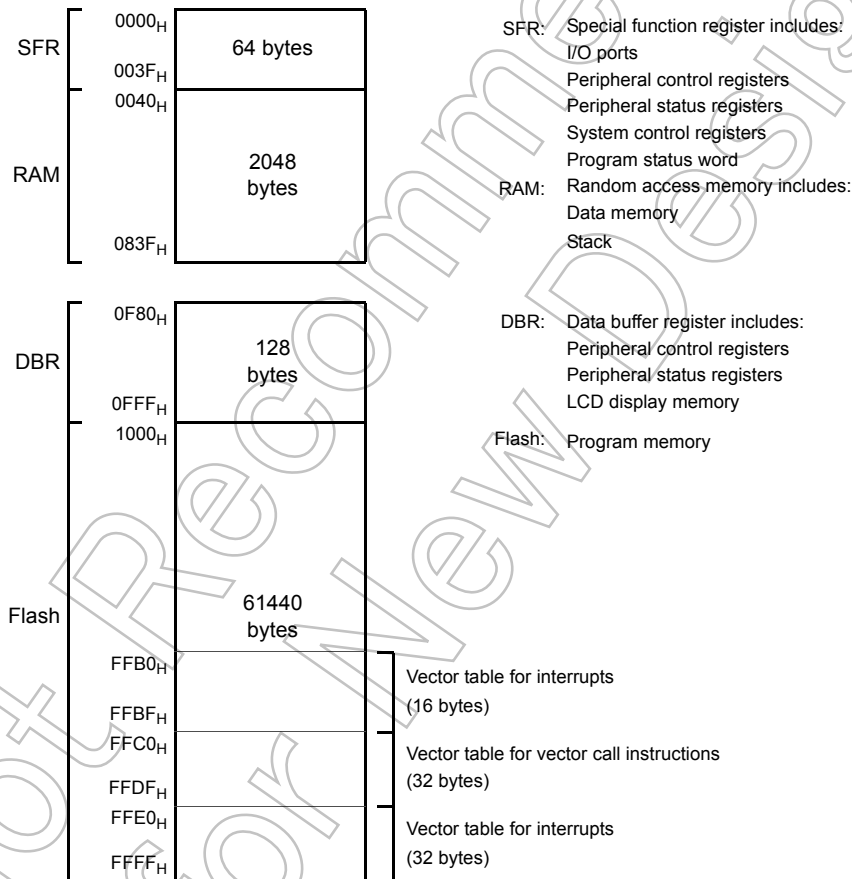 SFR
0000H
64 bytes
003FH
RAM
0040H
2048
bytes
083FH
SFR: Special function register includes:
I/O ports
Peripheral control registers
Peripheral status registers
System control registers
Program status word
RAM: Random access memory includes:
Data memory
Stack
DBR
0F80H
128
bytes
0FFFH
DBR: Data buffer register includes:
Peripheral control registers
Peripheral status registers
LCD display memory
Flash: Program memory
Flash
1000H
61440
bytes
FFB0H
FFBFH
Vector table for interrupts
(16 bytes)
FFC0H
FFDFH
Vector table for vector call instructions
(32 bytes)
FFE0H
FFFFH
Vector table for interrupts
(32 bytes)